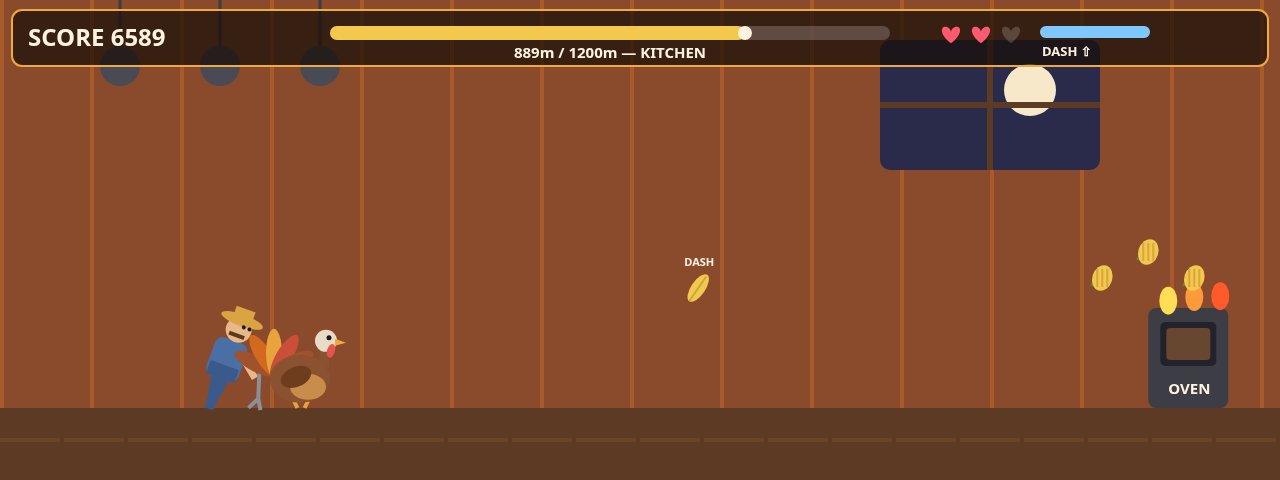 SCORE 6589
889m / 1200m — KITCHEN
DASH ⇧
DASH
OVEN